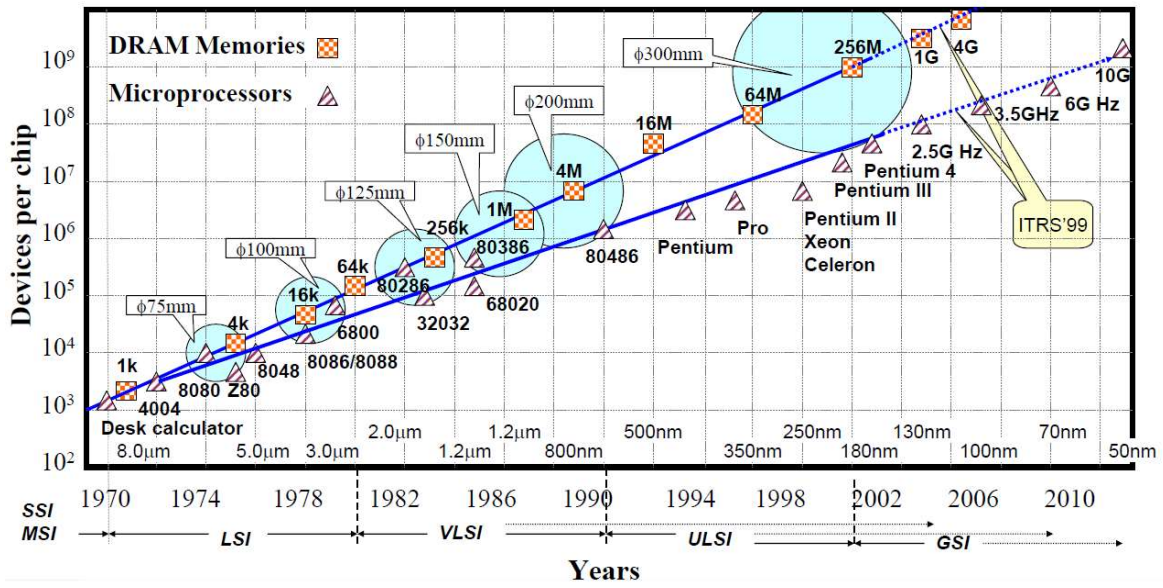 DRAM Memories
Microprocessors
Devices per chip
10⁹
10⁸
10⁷
10⁶
10⁵
10⁴
10³
10²
ϕ75mm
ϕ100mm
ϕ125mm
ϕ150mm
ϕ200mm
ϕ300mm
1k
4k
16k
64k
256k
1M
4M
16M
64M
256M
1G
4G
Desk calculator
4004
8080
Z80
8048
8086/8088
6800
80286
32032
80386
68020
80486
Pentium
Pro
Pentium II
Xeon
Celeron
Pentium III
Pentium 4
2.5G Hz
3.5GHz
6G Hz
10G
ITRS'99
8.0μm
5.0μm
3.0μm
2.0μm
1.2μm
1.2μm
800nm
500nm
350nm
250nm
180nm
130nm
100nm
70nm
50nm
1970 1974 1978 1982 1986 1990 1994 1998 2002 2006 2010
SSI
MSI LSI VLSI ULSI GSI
Years